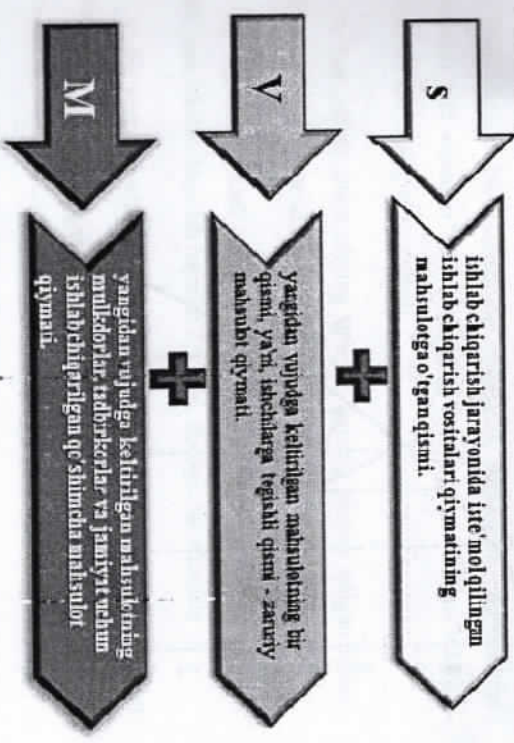 s
ishlab chiqarish jarayonida iste'mol qilingan
ishlab chiqarish vositalari qiymatining
mahsulotga o'tgan qismi.
+
V
yangidan vujudga keltirilgan mahsulotning bir
qismi, ya'ni, ishchilarga tegishli qismi - zaruriy
mahsulot qiymati.
+
M
yangidan vujudga keltirilgan mahsulotning
mulkdorlar, tadbirkorlar va jamiyat uchun
ishlab chiqarilgan qo'shimcha mahsulot
qiymati.